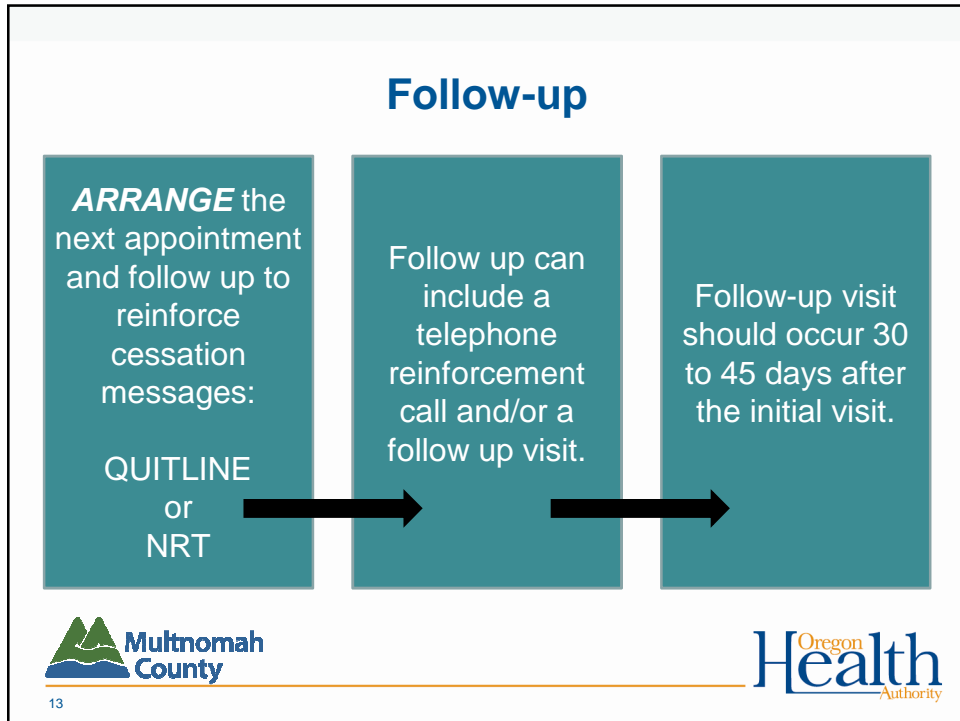 Follow-up
ARRANGE the
next appointment
and follow up to
reinforce
cessation
messages:
QUITLINE
or
NRT
Follow up can
include a
telephone
reinforcement
call and/or a
follow up visit.
Follow-up visit
should occur 30
to 45 days after
the initial visit.
Multnomah
County
Oregon
Health
Authority
13